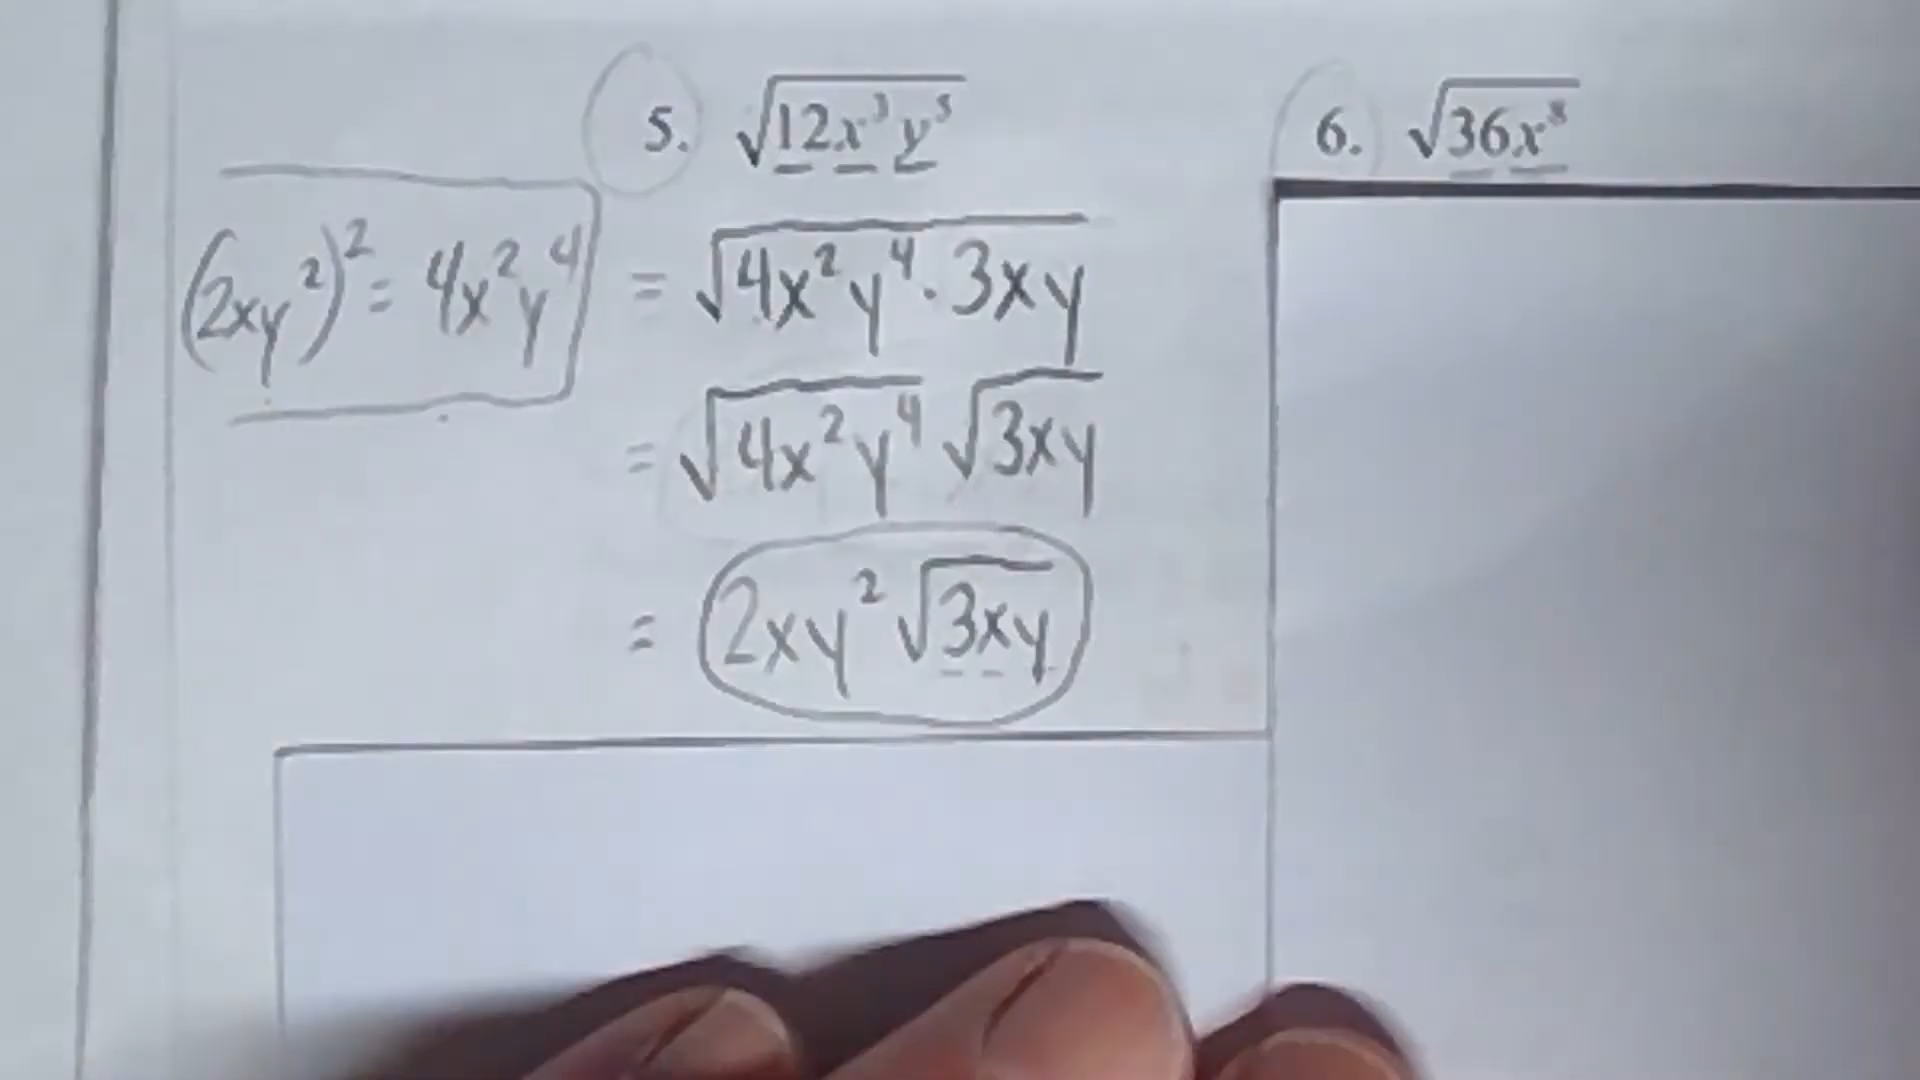 5. √12x³y⁵
(2xy²)² = 4x²y⁴
= √4x²y⁴ · 3xy
= √4x²y⁴ √3xy
= 2xy² √3xy
6. √36x⁸